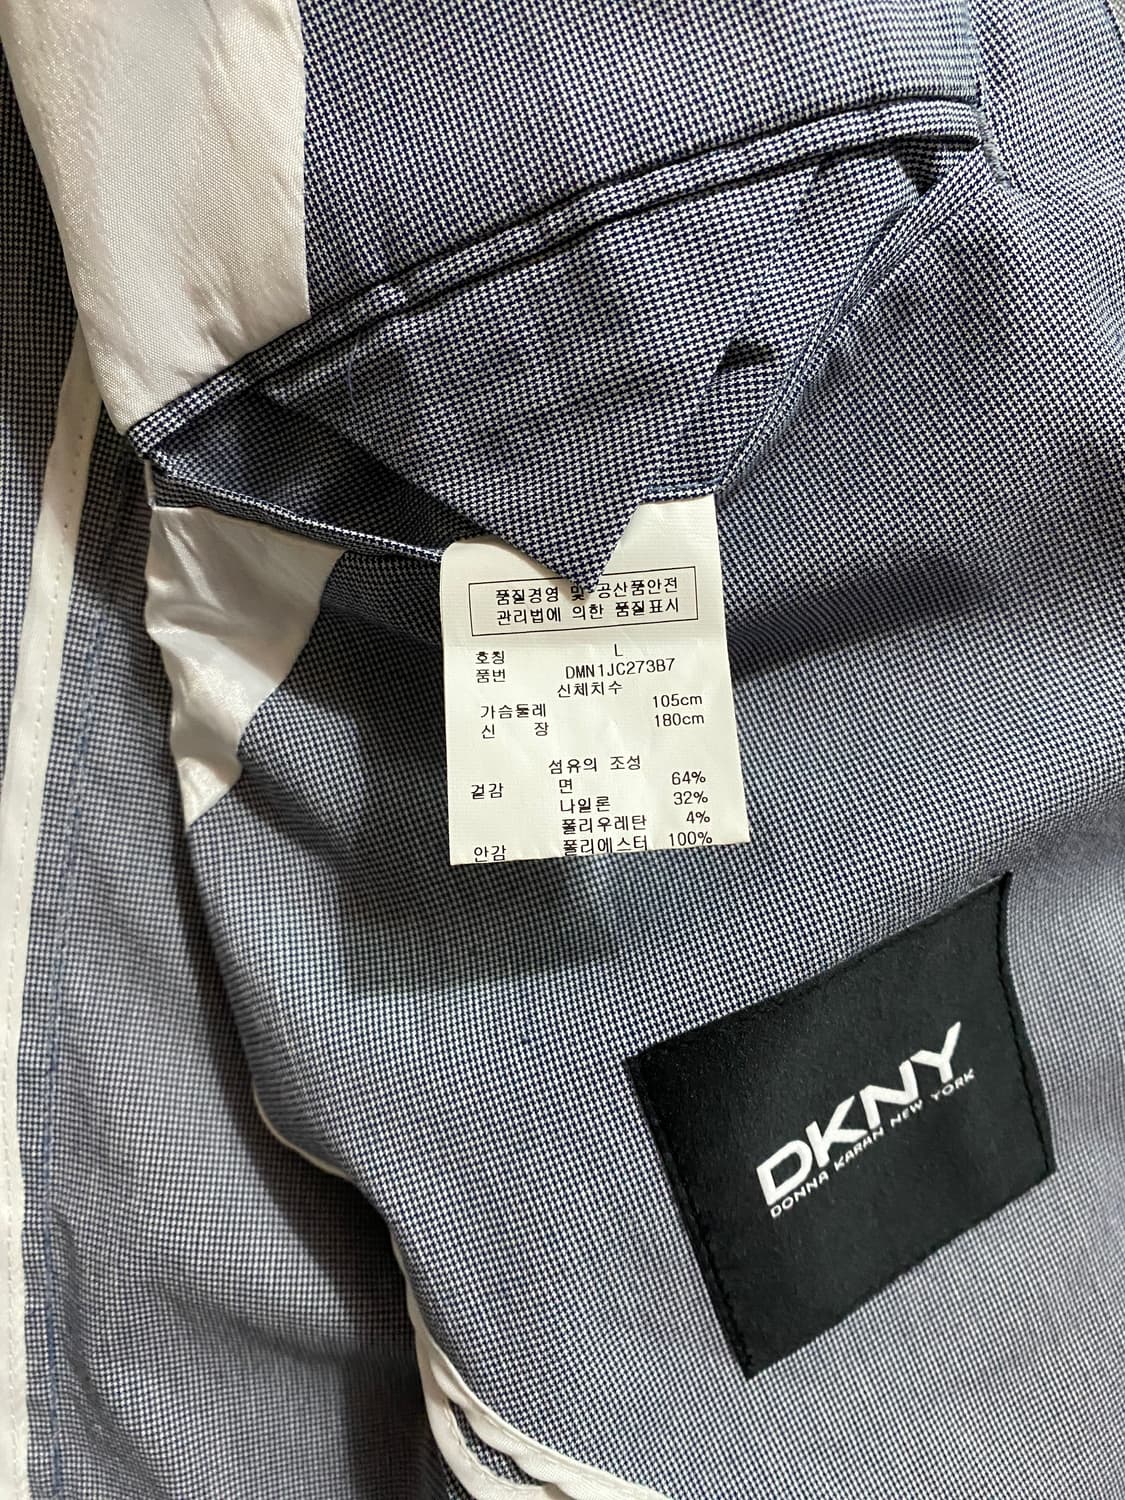 품질경영 및 공산품안전
관리법에 의한 품질표시
호칭 L
품번 DMN1JC273B7
신체치수
가슴둘레 105cm
신 장 180cm
섬유의 조성
겉감 면 64%
나일론 32%
폴리우레탄 4%
안감 폴리에스터 100%
DKNY
DONNA KARAN NEW YORK